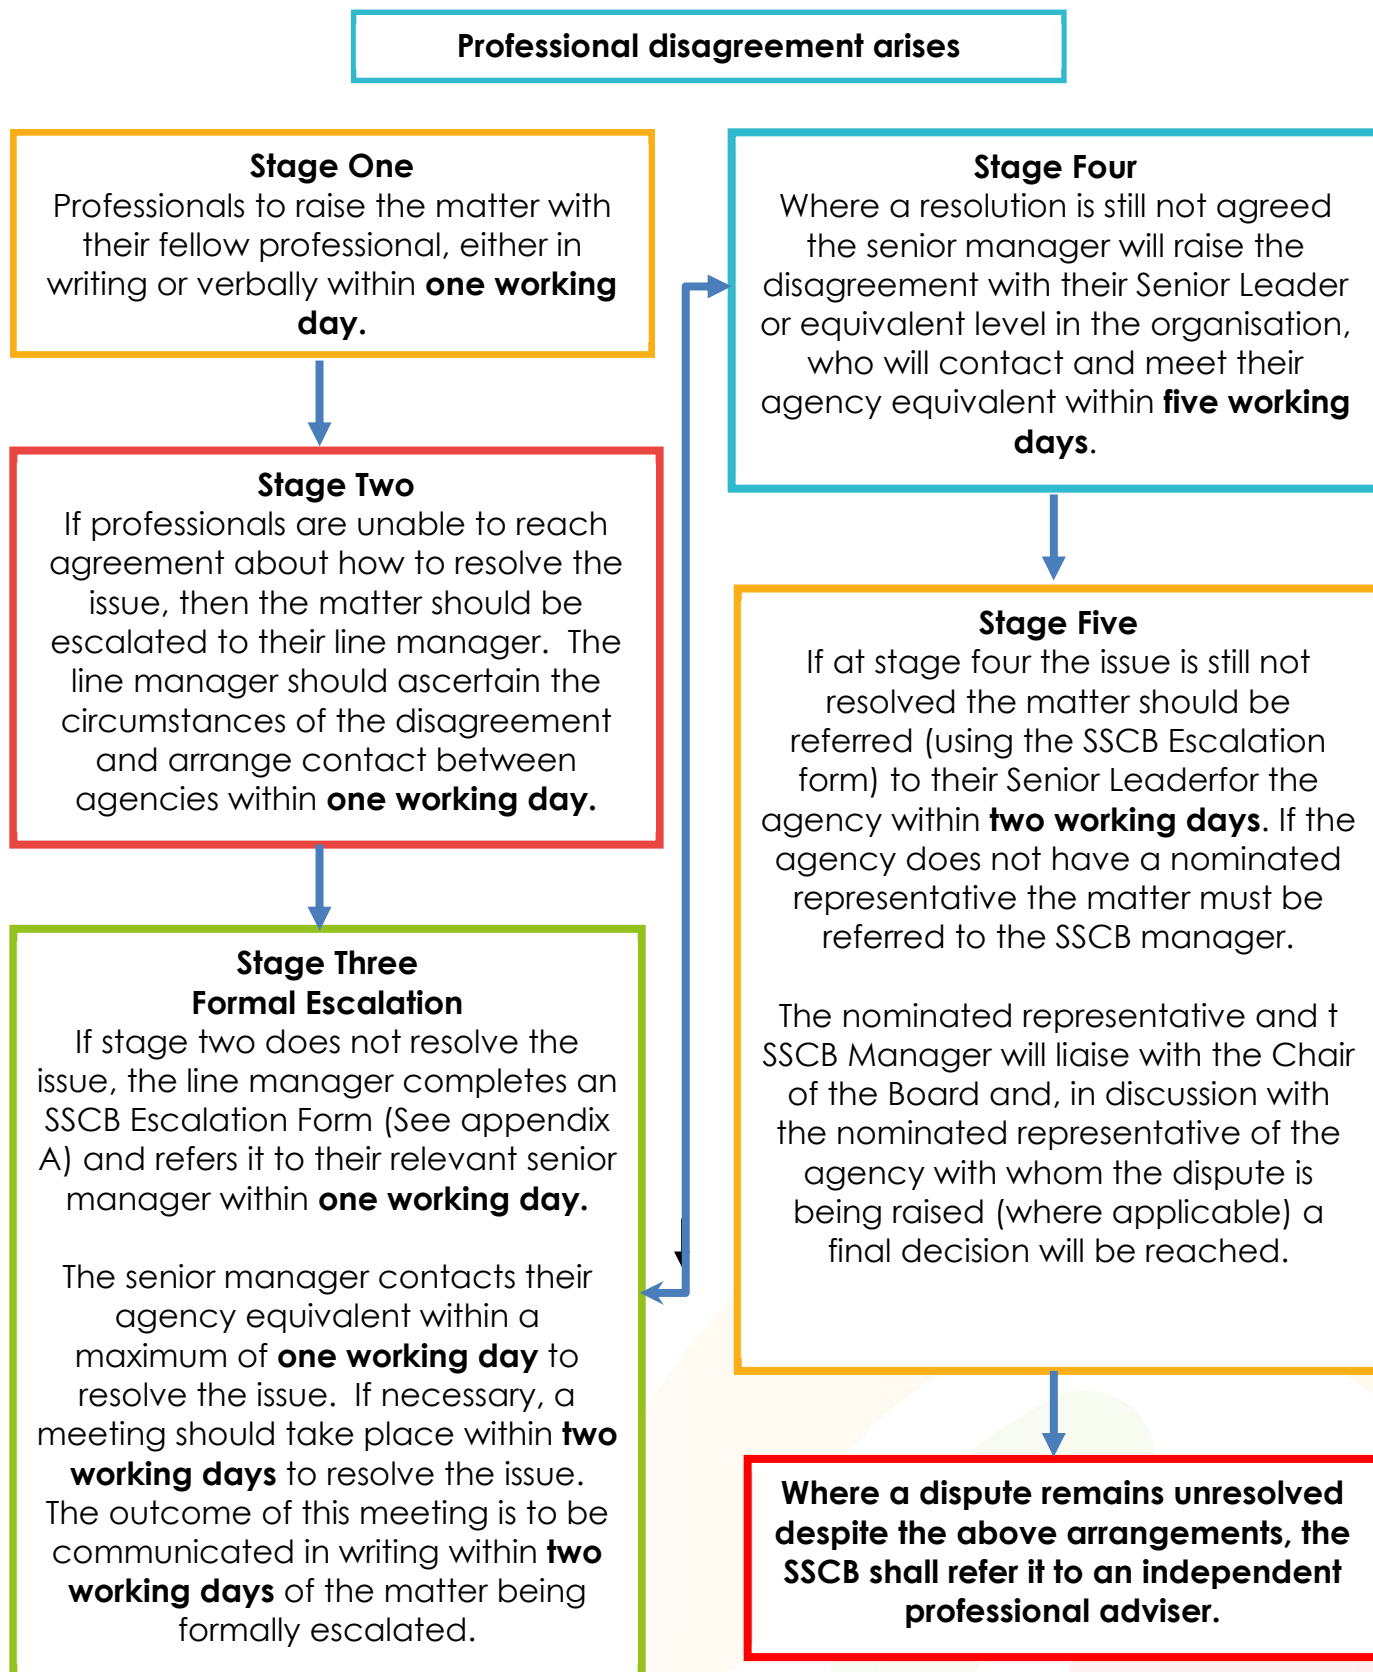 Professional disagreement arises
Stage One
Professionals to raise the matter with
their fellow professional, either in
writing or verbally within one working
day.
Stage Two
If professionals are unable to reach
agreement about how to resolve the
issue, then the matter should be
escalated to their line manager.  The
line manager should ascertain the
circumstances of the disagreement
and arrange contact between
agencies within one working day.
Stage Three
Formal Escalation
If stage two does not resolve the
issue, the line manager completes an
SSCB Escalation Form (See appendix
A) and refers it to their relevant senior
manager within one working day.
The senior manager contacts their
agency equivalent within a
maximum of one working day to
resolve the issue.  If necessary, a
meeting should take place within two
working days to resolve the issue.
The outcome of this meeting is to be
communicated in writing within two
working days of the matter being
formally escalated.
Stage Four
Where a resolution is still not agreed
the senior manager will raise the
disagreement with their Senior Leader
or equivalent level in the organisation,
who will contact and meet their
agency equivalent within five working
days.
Stage Five
If at stage four the issue is still not
resolved the matter should be
referred (using the SSCB Escalation
form) to their Senior Leaderfor the
agency within two working days. If the
agency does not have a nominated
representative the matter must be
referred to the SSCB manager.
The nominated representative and t
SSCB Manager will liaise with the Chair
of the Board and, in discussion with
the nominated representative of the
agency with whom the dispute is
being raised (where applicable) a
final decision will be reached.
Where a dispute remains unresolved
despite the above arrangements, the
SSCB shall refer it to an independent
professional adviser.